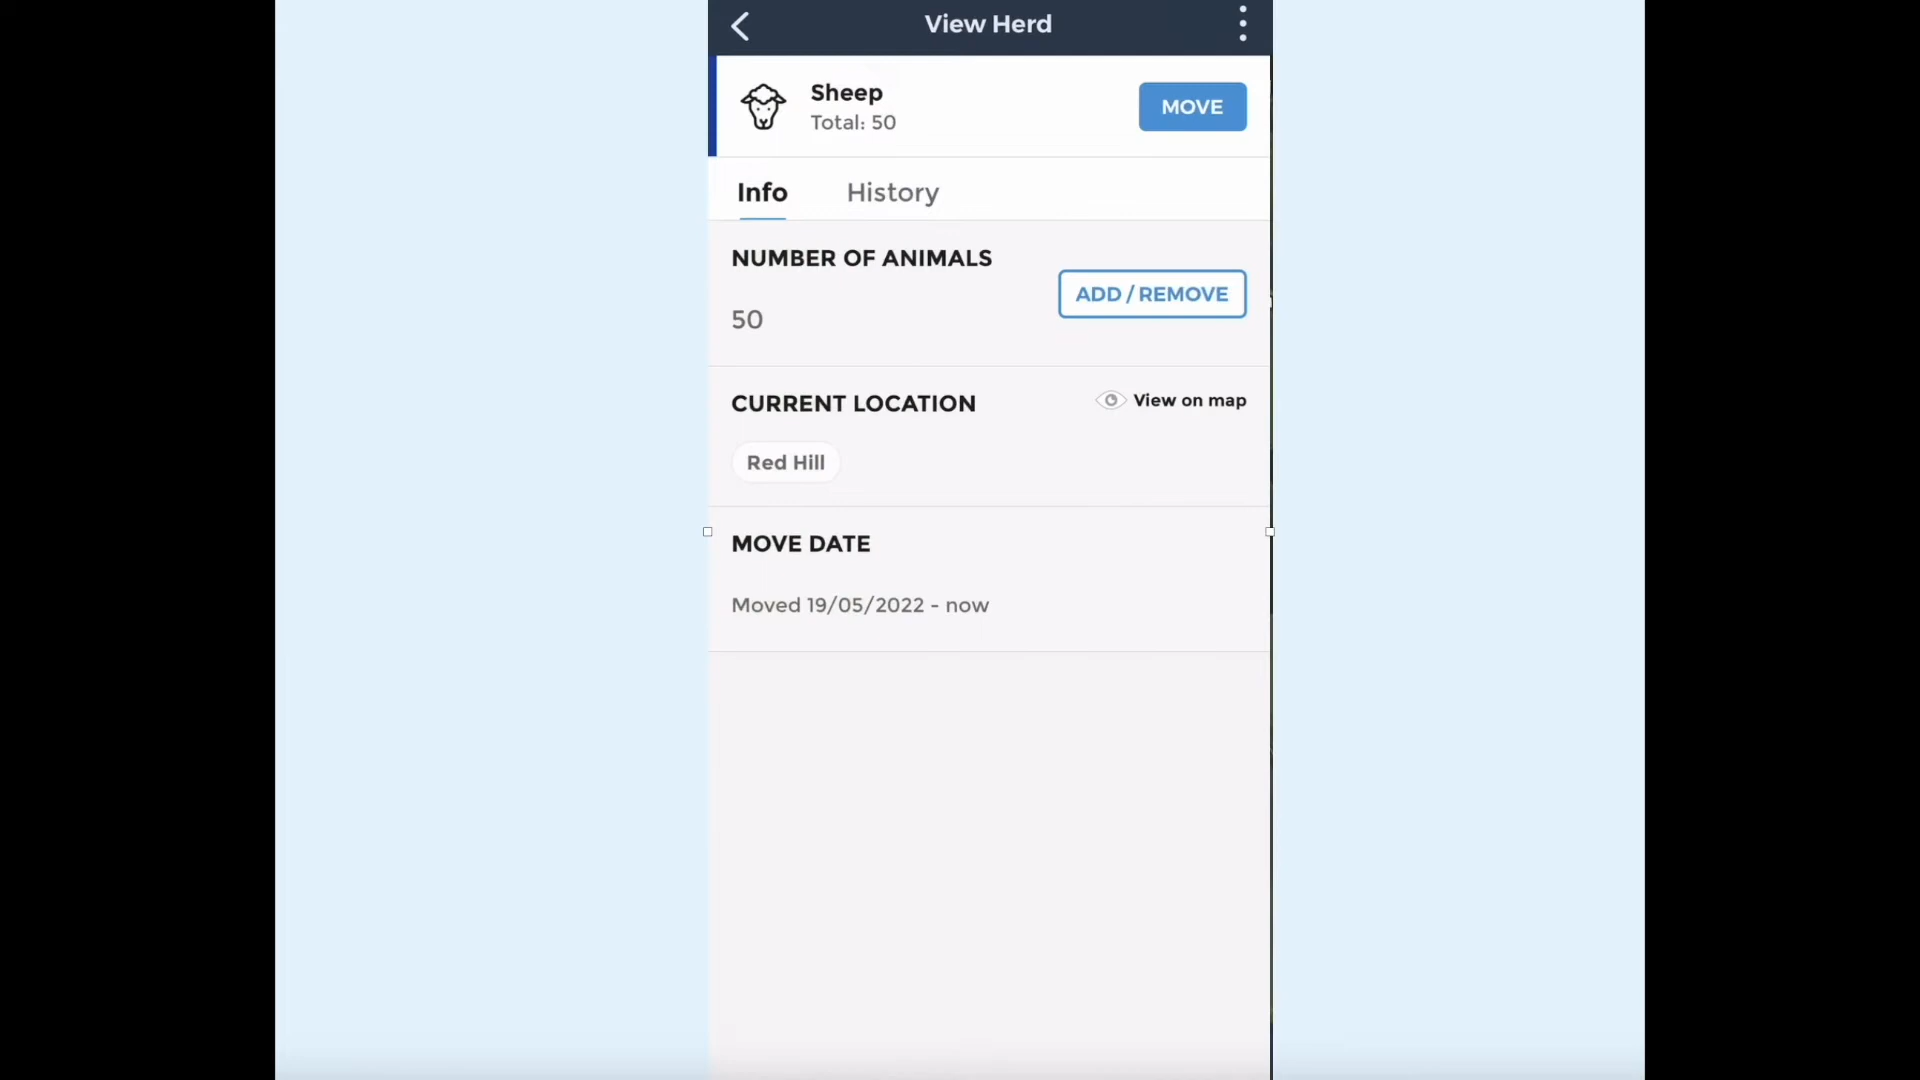 View Herd
Sheep
Total: 50
MOVE
Info
History
NUMBER OF ANIMALS
ADD / REMOVE
50
CURRENT LOCATION
View on map
Red Hill
MOVE DATE
Moved 19/05/2022 - now